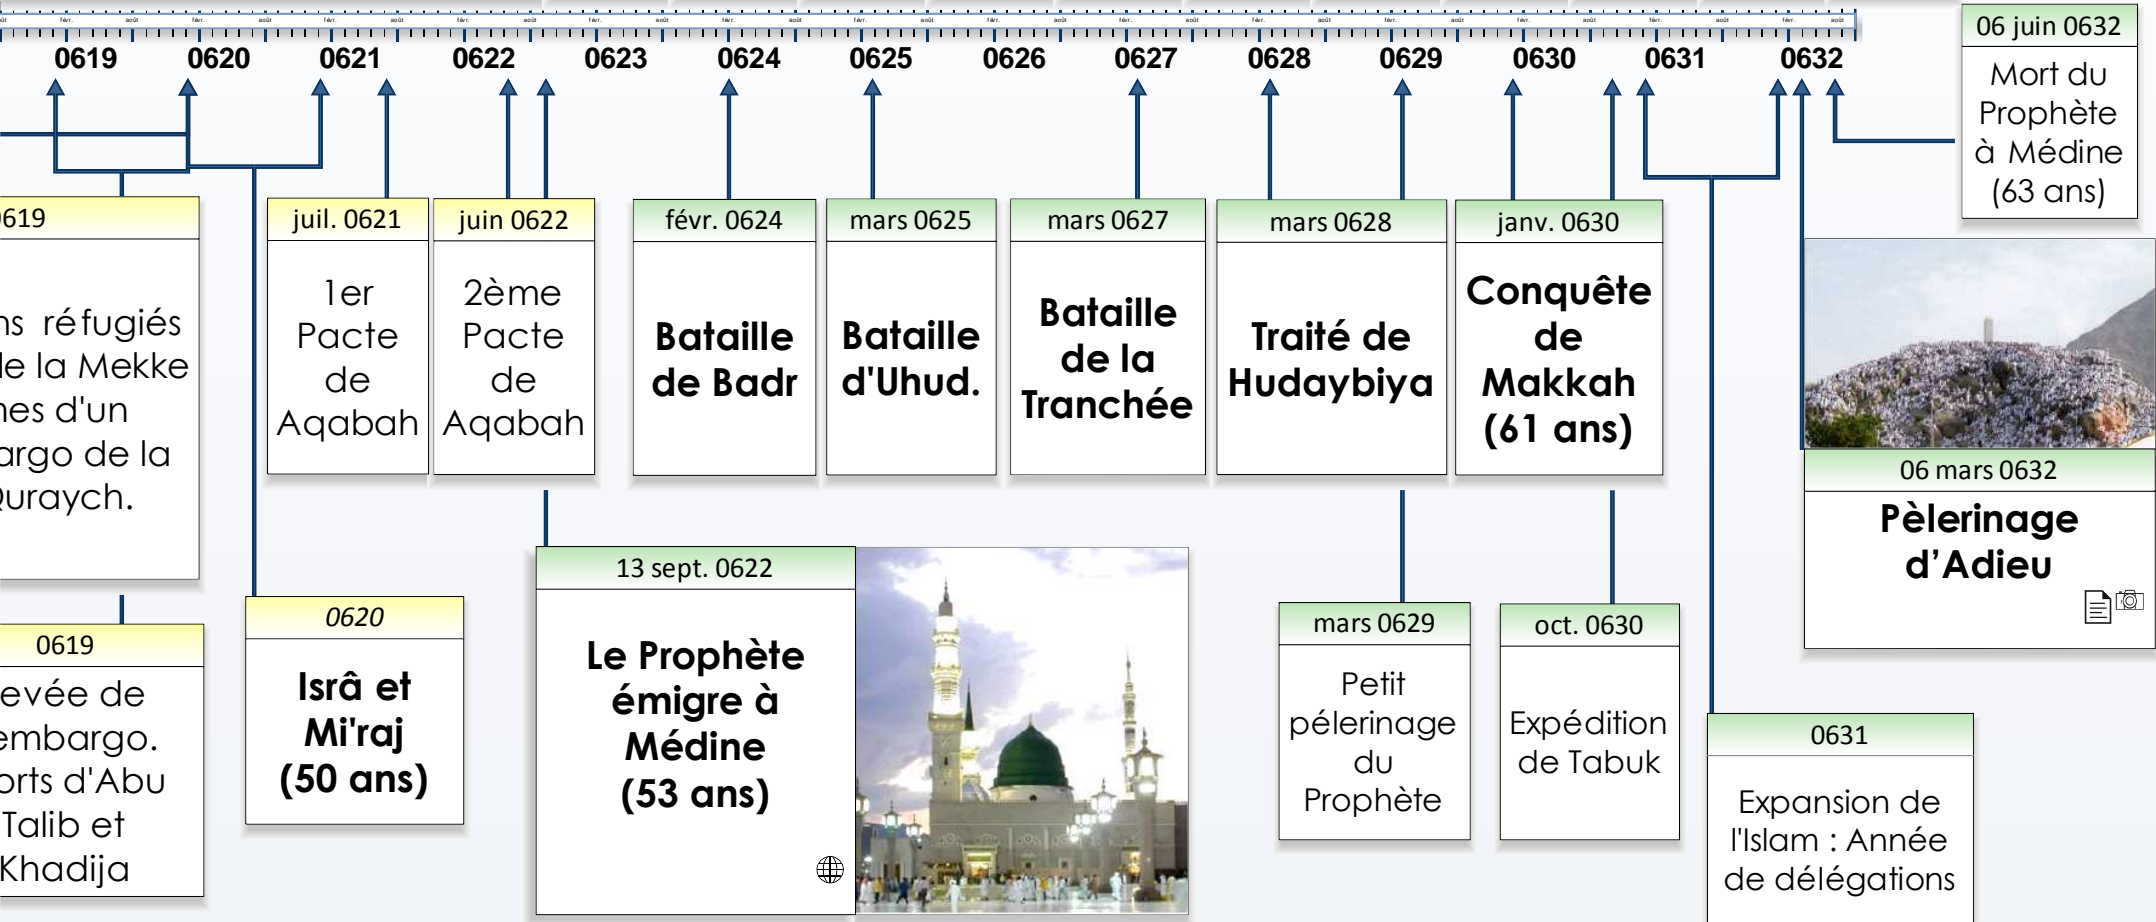 0619 0620 0621 0622 0623 0624 0625 0626 0627 0628 0629 0630 0631 0632
06 juin 0632
Mort du
Prophète
à Médine
(63 ans)
0619
réfugiés
de la Mekke
d'un
de la
Quraych.
juil. 0621
1er
Pacte
de
Aqabah
juin 0622
2ème
Pacte
de
Aqabah
févr. 0624
Bataille
de Badr
mars 0625
Bataille
d'Uhud.
mars 0627
Bataille
de la
Tranchée
mars 0628
Traité de
Hudaybiya
janv. 0630
Conquête
de
Makkah
(61 ans)
06 mars 0632
Pèlerinage
d’Adieu
0619
de
embargo.
d'Abu
Talib et
Khadija
0620
Isrâ et
Mi'raj
(50 ans)
13 sept. 0622
Le Prophète
émigre à
Médine
(53 ans)
mars 0629
Petit
pélerinage
du
Prophète
oct. 0630
Expédition
de Tabuk
0631
Expansion de
l'Islam : Année
de délégations